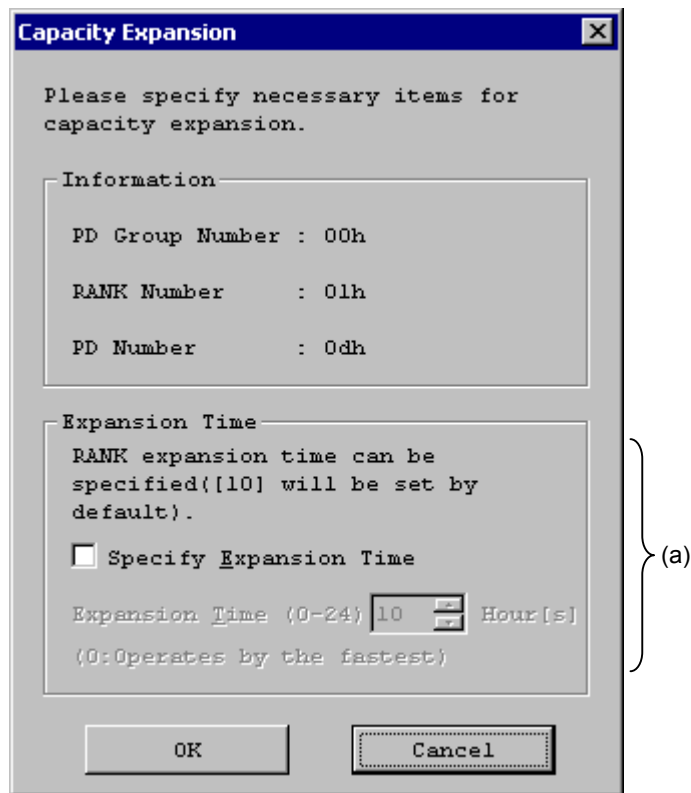 Capacity Expansion
Please specify necessary items for
capacity expansion.
Information
PD Group Number : 00h
RANK Number : 01h
PD Number : 0dh
Expansion Time
RANK expansion time can be
specified([10] will be set by
default).
Specify Expansion Time
Expansion Time (0-24) 10 Hour[s]
(0:Operates by the fastest)
(a)
OK Cancel